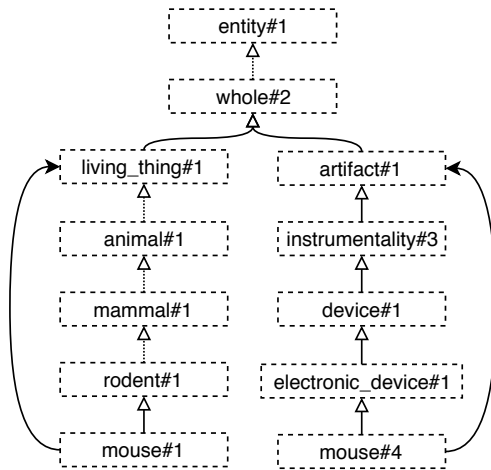 entity#1
whole#2
living_thing#1
artifact#1
animal#1
instrumentality#3
mammal#1
device#1
rodent#1
electronic_device#1
mouse#1
mouse#4